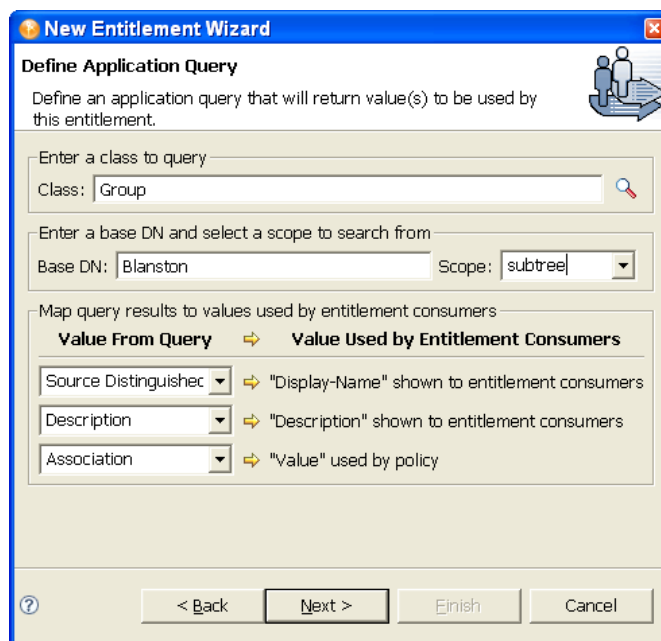 New Entitlement Wizard
Define Application Query
Define an application query that will return value(s) to be used by
this entitlement.
Enter a class to query
Class: Group
Enter a base DN and select a scope to search from
Base DN: Blanston Scope: subtree
Map query results to values used by entitlement consumers
Value From Query Value Used by Entitlement Consumers
Source Distinguished "Display-Name" shown to entitlement consumers
Description "Description" shown to entitlement consumers
Association "Value" used by policy
? < Back Next > Finish Cancel